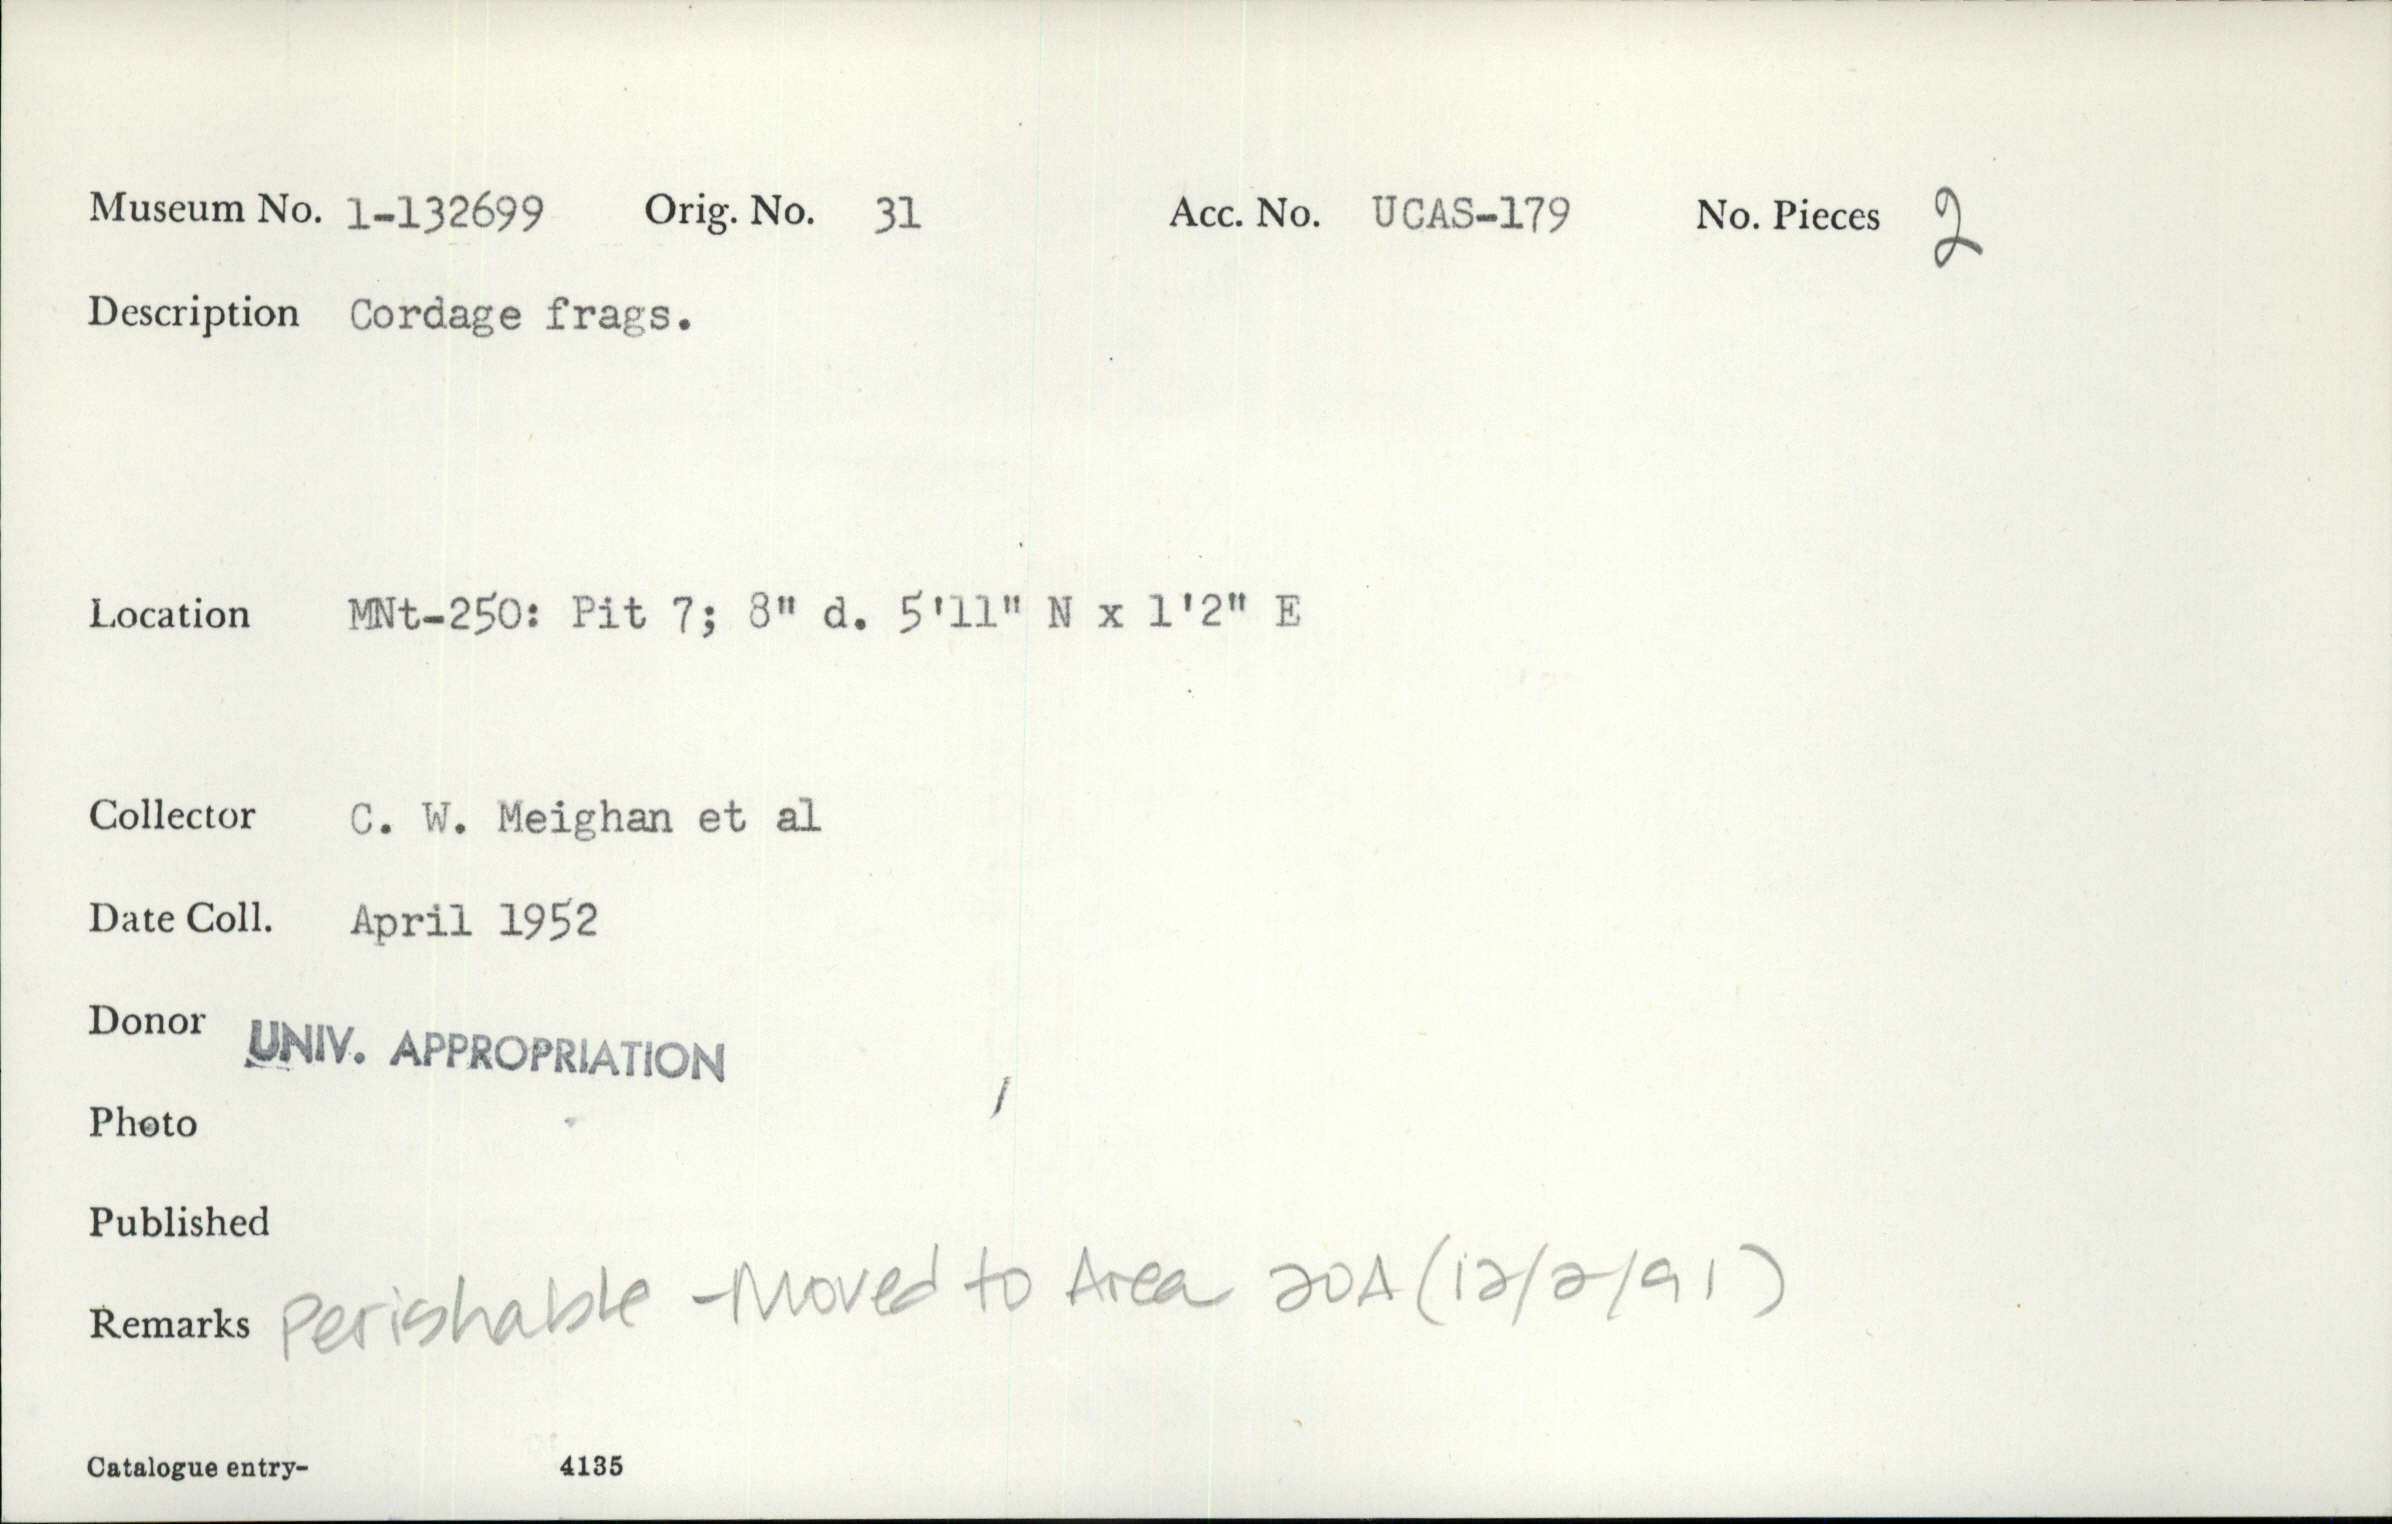 Museum No. 1-132699 Orig. No. 31 Acc. No. UCAS-179 No. Pieces 2
Description Cordage frags.
Location MNt-250: Pit 7; 8" d. 5'11" N x 1'2" E
Collector C. W. Meighan et al
Date Coll. April 1952
Donor UNIV. APPROPRIATION
Photo
Published
Remarks Perishable - Moved to Area 20A (12/2/91)
Catalogue entry- 4135